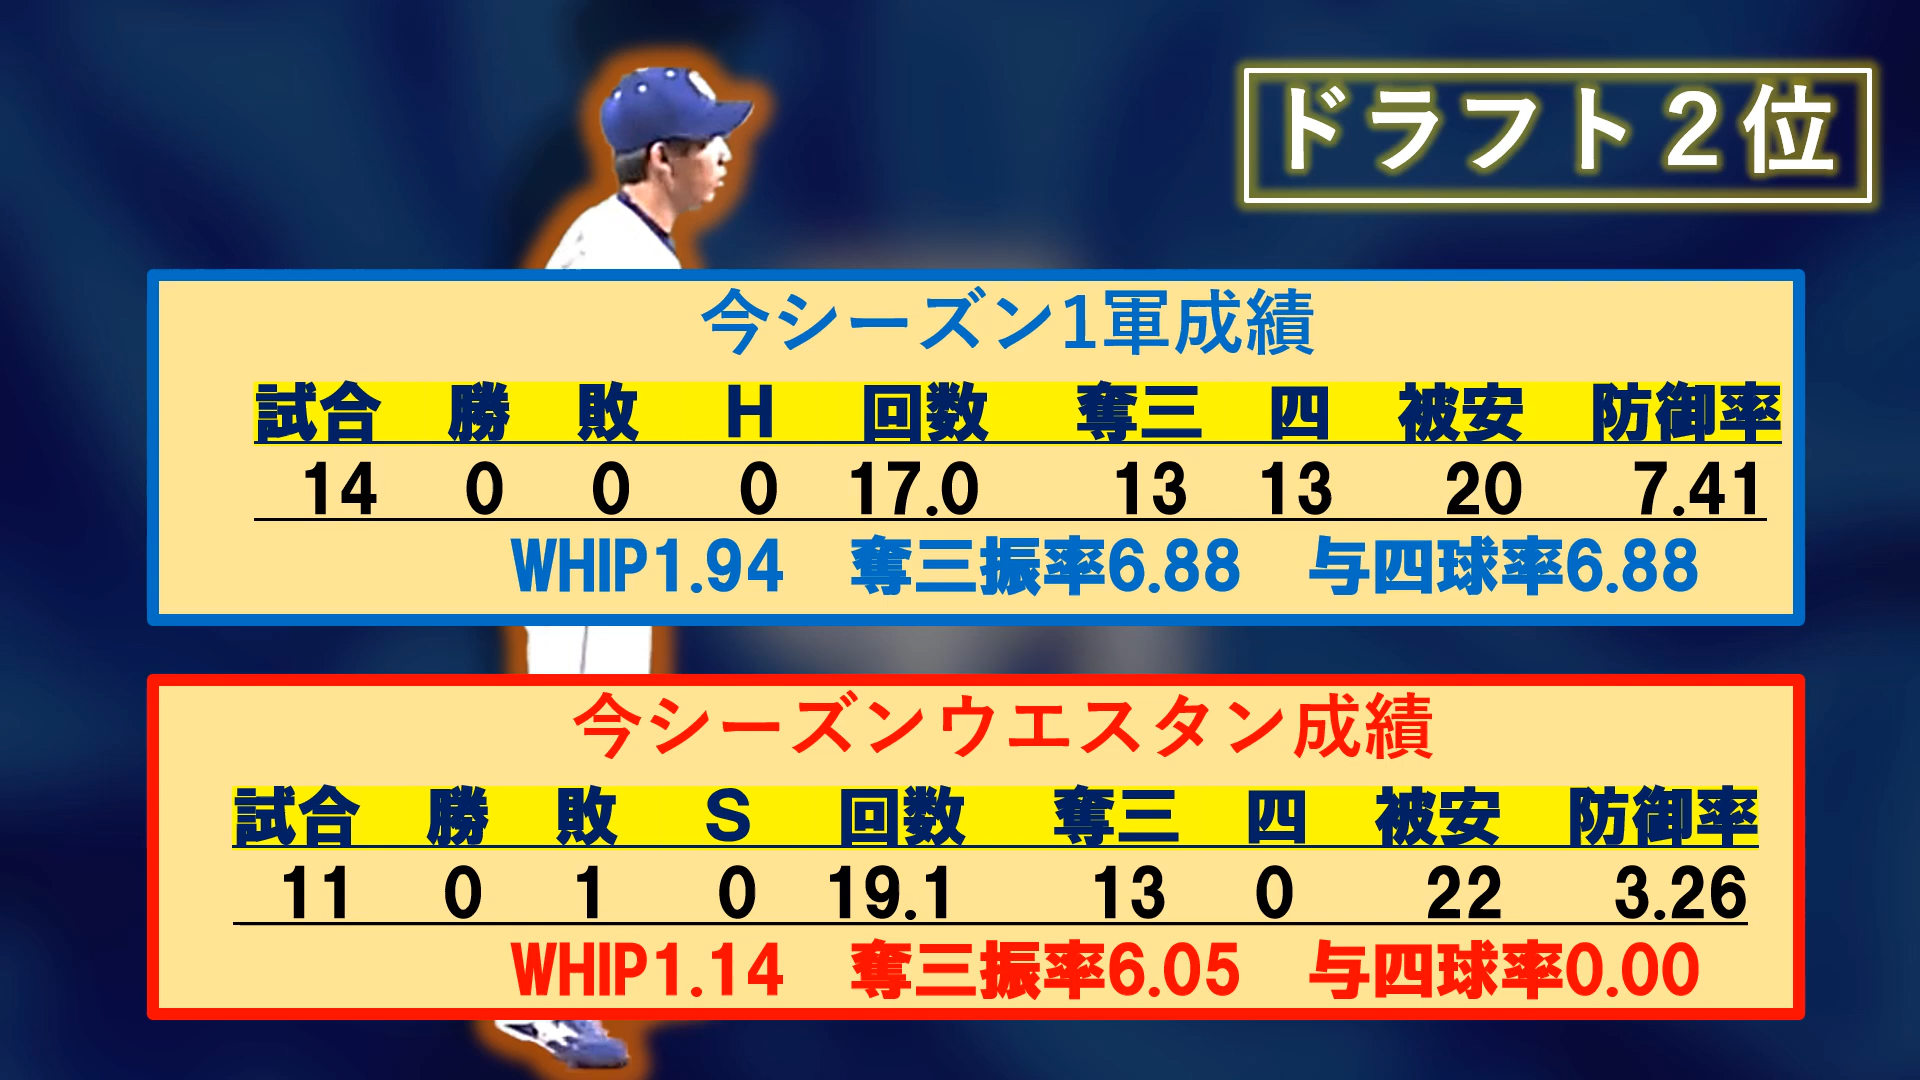 ドラフト２位
今シーズン1軍成績
試合 勝 敗 H 回数 奪三 四 被安 防御率
14 0 0 0 17.0 13 13 20 7.41
WHIP1.94 奪三振率6.88 与四球率6.88
今シーズンウエスタン成績
試合 勝 敗 S 回数 奪三 四 被安 防御率
11 0 1 0 19.1 13 0 22 3.26
WHIP1.14 奪三振率6.05 与四球率0.00